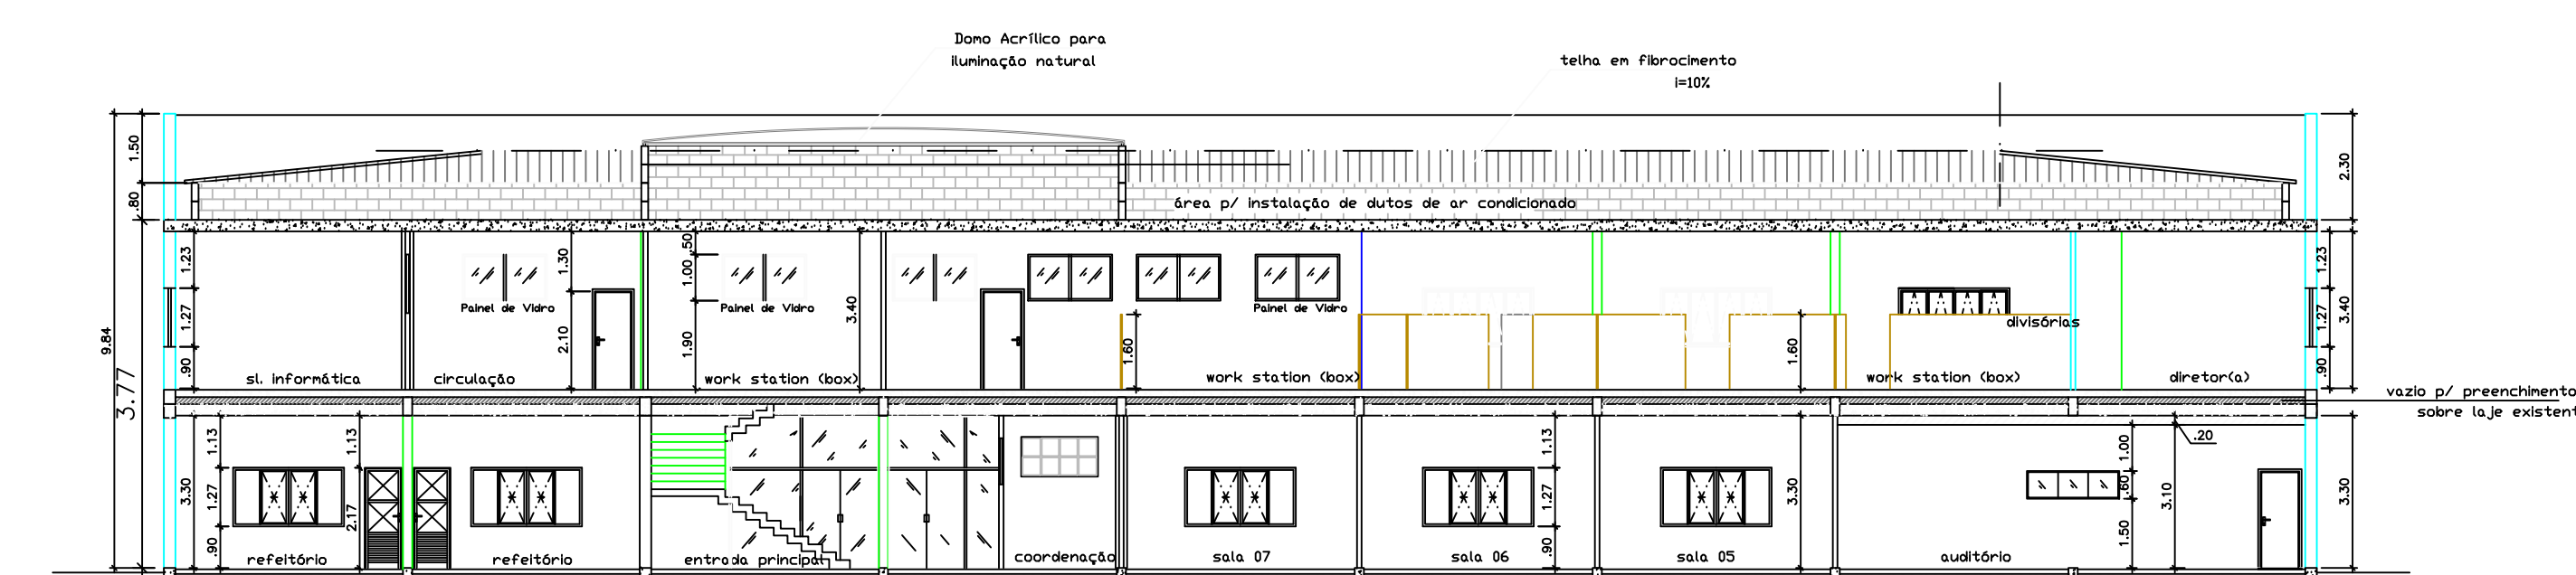 Domo Acrílico para
iluminação natural
telha em fibrocimento
i=10%
1.50
.80
9.84
3.77
2.30
área p/ instalação de dutos de ar condicionado
1.23
1.27
.90
1.30
2.10
.50
1.00
1.90
3.40
1.60
1.60
1.23
1.27
.90
3.40
Painel de Vidro
Painel de Vidro
Painel de Vidro
divisórias
sl. informática
circulação
work station (box)
work station (box)
work station (box)
diretor(a)
vazio p/ preenchimento
sobre laje existent
3.30
1.13
1.27
.90
1.13
2.17
1.13
1.27
.90
3.30
.20
1.00
.60
1.50
3.10
3.30
refeitório
refeitório
entrada principal
coordenação
sala 07
sala 06
sala 05
auditório